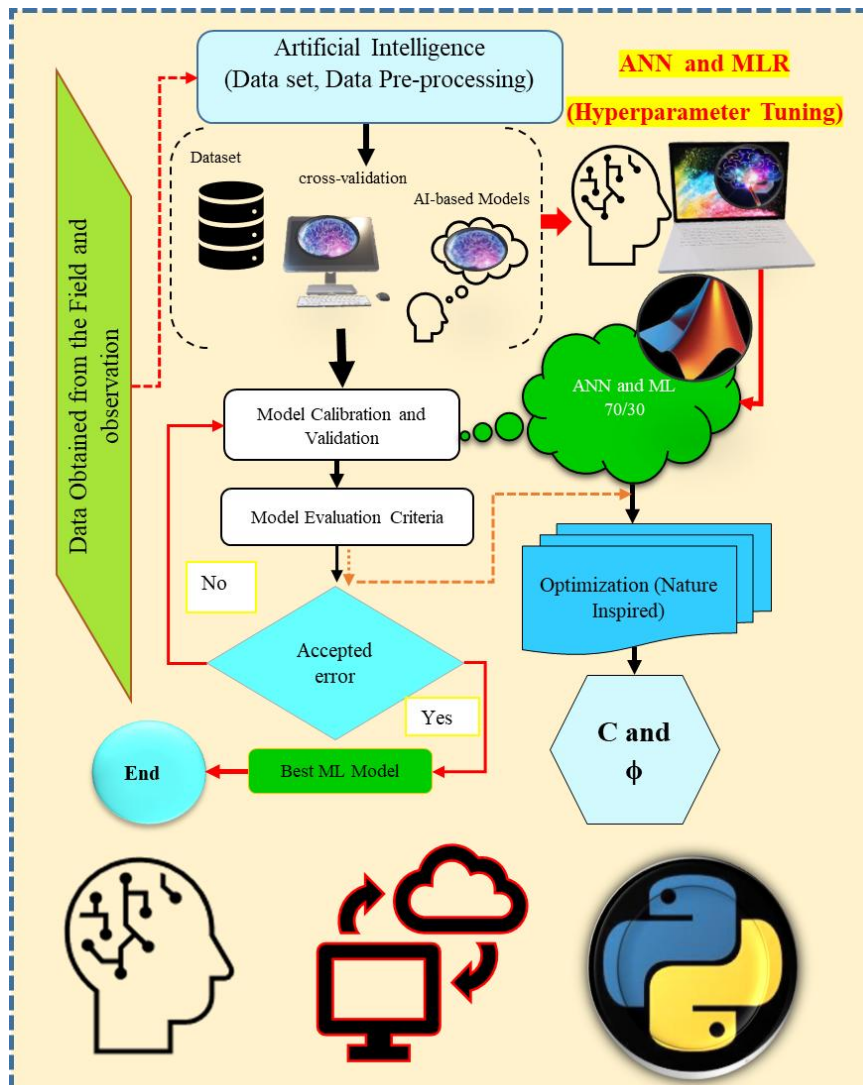 Artificial Intelligence
(Data set, Data Pre-processing)
ANN and MLR
(Hyperparameter Tuning)
Data Obtained from the Field and
observation
Dataset
cross-validation
AI-based Models
ANN and ML
70/30
Model Calibration and
Validation
Model Evaluation Criteria
No
Optimization (Nature
Inspired)
Accepted
error
Yes
C and
ϕ
End
Best ML Model